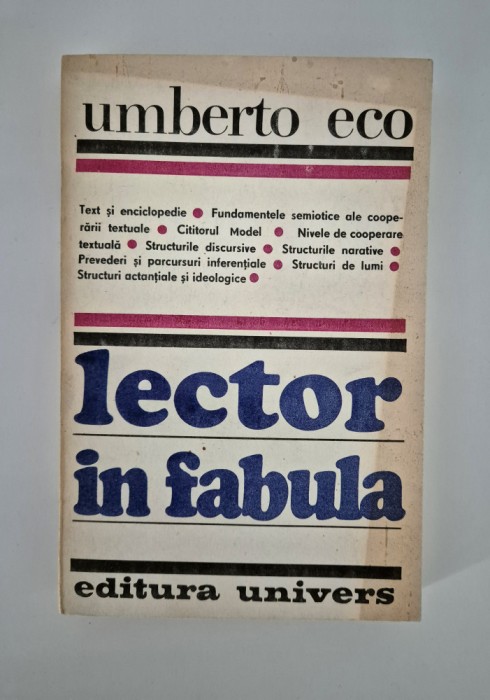 umberto eco
Text și enciclopedie ● Fundamentele semiotice ale coope-
rării textuale ● Cititorul Model ● Nivele de cooperare
textuală ● Structurile discursive ● Structurile narative ●
Prevederi și parcursuri inferențiale ● Structuri de lumi ●
Structuri actanțiale și ideologice ●
lector
in fabula
editura univers